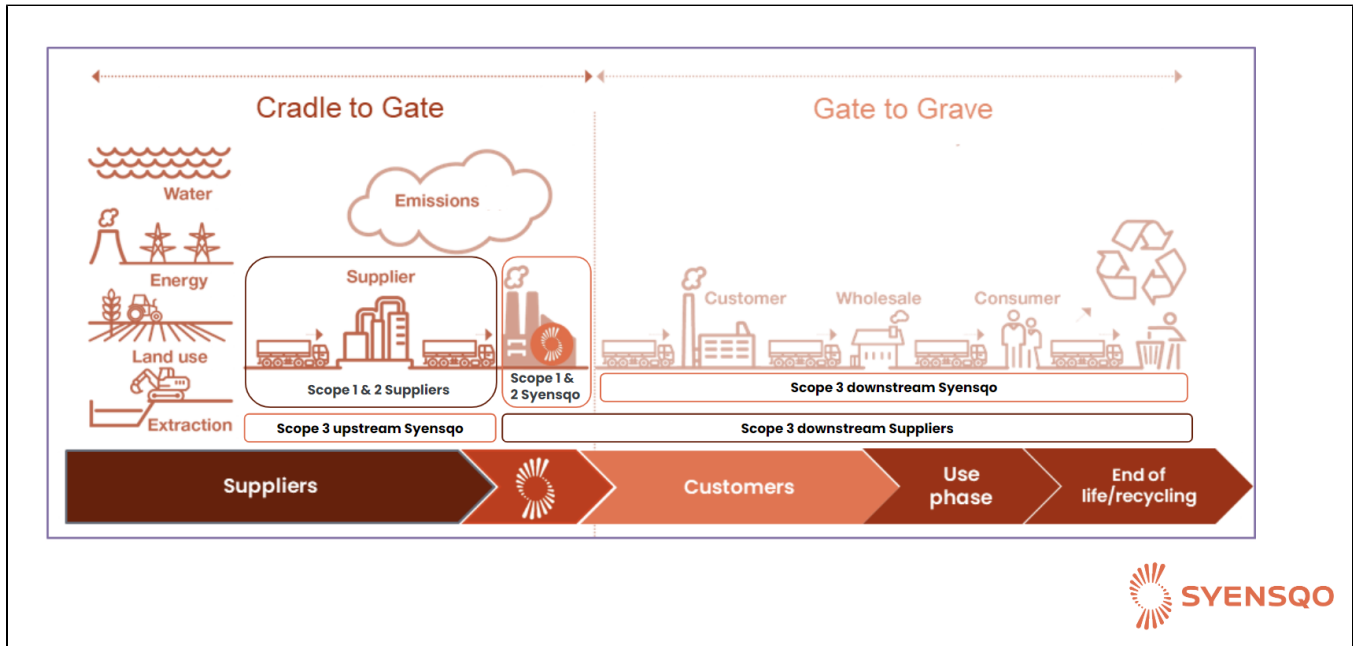 Cradle to Gate
Gate to Grave
Water
Emissions
Energy
Supplier
Customer
Wholesale
Consumer
Land use
Scope 1 & 2 Suppliers
Scope 1 &
2 Syensqo
Scope 3 downstream Syensqo
Extraction
Scope 3 upstream Syensqo
Scope 3 downstream Suppliers
Suppliers
Customers
Use
phase
End of
life/recycling
SYENSQO